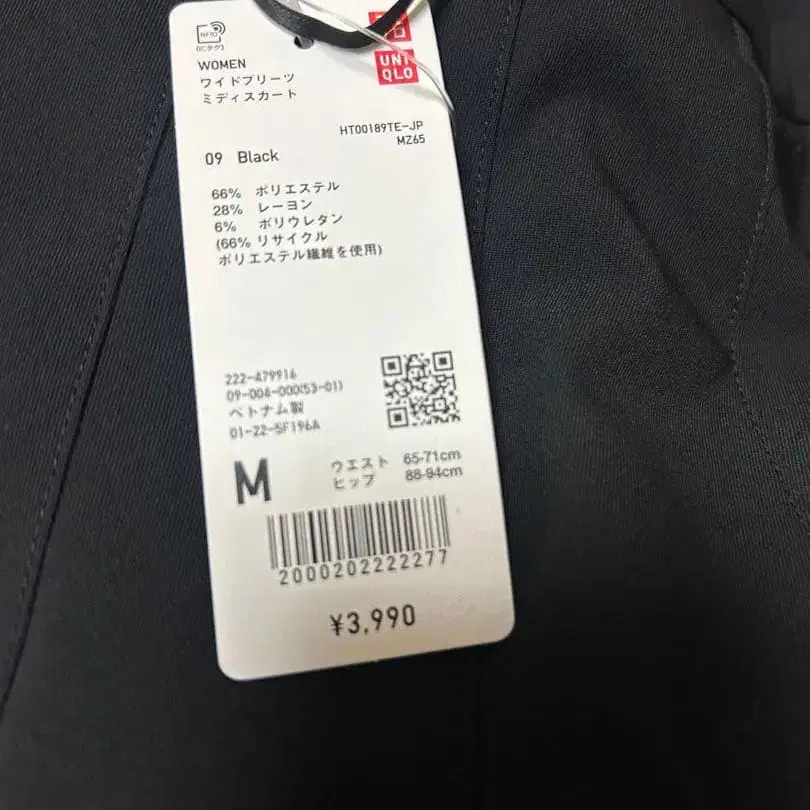 RFID
(ICタグ)
UNI
QLO
WOMEN
ワイドプリーツ
ミディスカート
HT00189TE-JP
MZ65
09 Black
66% ポリエステル
28% レーヨン
6% ポリウレタン
(66% リサイクル
ポリエステル繊維を使用)
222-479916
09-004-000(53-01)
ベトナム製
01-22-5F196A
M
ウエスト 65-71cm
ヒップ 88-94cm
2000202222277
¥3,990